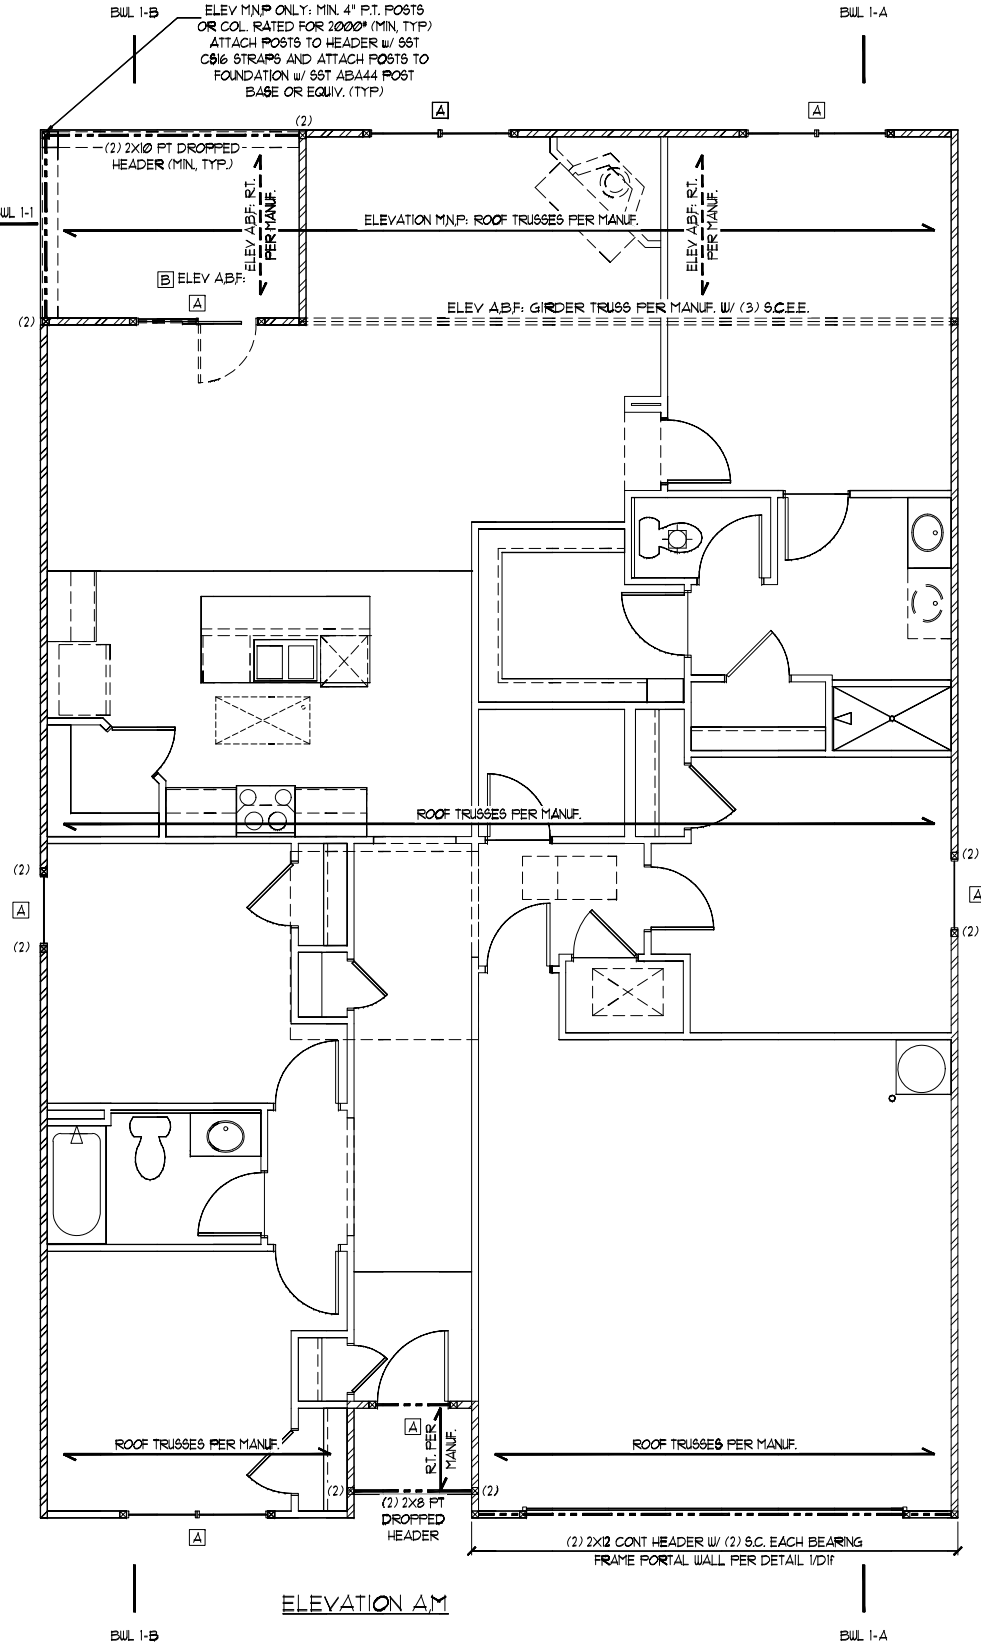 BWL 1-B
ELEV M,N,P ONLY: MIN. 4" P.T. POSTS
OR COL. RATED FOR 2000# (MIN, TYP)
ATTACH POSTS TO HEADER W/ SST
CS16 STRAPS AND ATTACH POSTS TO
FOUNDATION W/ SST ABA44 POST
BASE OR EQUIV. (TYP)
BWL 1-A
A
A
(2)
(2) 2X10 PT DROPPED
HEADER (MIN., TYP.)
ELEV A,B,F: R.T.
PER MANUF.
ELEV A,B,F: R.T.
PER MANUF.
WL 1-1
ELEVATION M,N,P: ROOF TRUSSES PER MANUF.
B ELEV A,B,F:
A
ELEV A,B,F: GIRDER TRUSS PER MANUF. W/ (3) S.C.E.E.
(2)
ROOF TRUSSES PER MANUF.
(2)
(2)
A
A
(2)
(2)
A
R.T. PER
MANUF.
ROOF TRUSSES PER MANUF.
ROOF TRUSSES PER MANUF.
(2)
(2)
(2) 2X8 PT
DROPPED
HEADER
A
(2) 2X12 CONT HEADER W/ (2) S.C. EACH BEARING
FRAME PORTAL WALL PER DETAIL 1/D1f
ELEVATION A,M
BWL 1-B
BWL 1-A